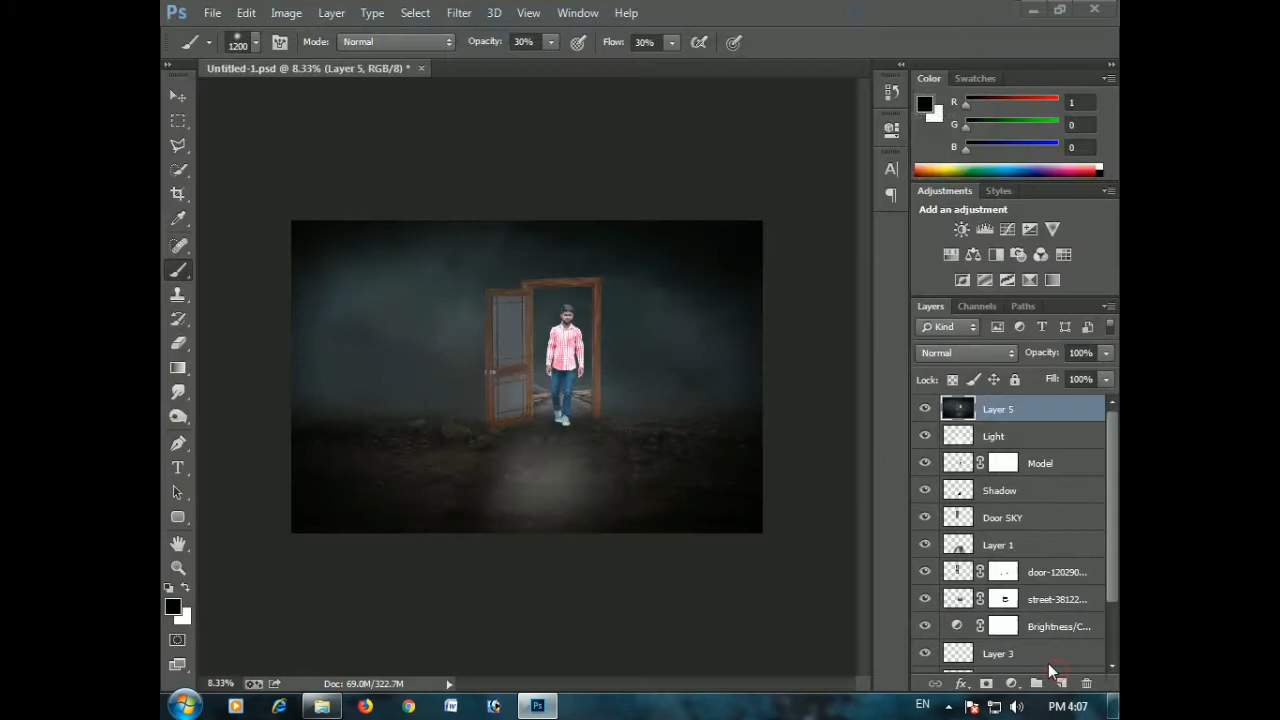 Ps File Edit Image Layer Type Select Filter 3D View Window Help
1200 Mode: Normal Opacity: 30% Flow: 30%
Untitled-1.psd @ 8.33% (Layer 5, RGB/8) * ×
Color Swatches
R 1
G 0
B 0
Adjustments Styles
Add an adjustment
Layers Channels Paths
Kind
Normal Opacity: 100%
Lock: Fill: 100%
Layer 5
Light
Model
Shadow
Door SKY
Layer 1
door-120290...
street-38122...
Brightness/C...
Layer 3
8.33% Doc: 69.0M/322.7M
EN PM 4:07